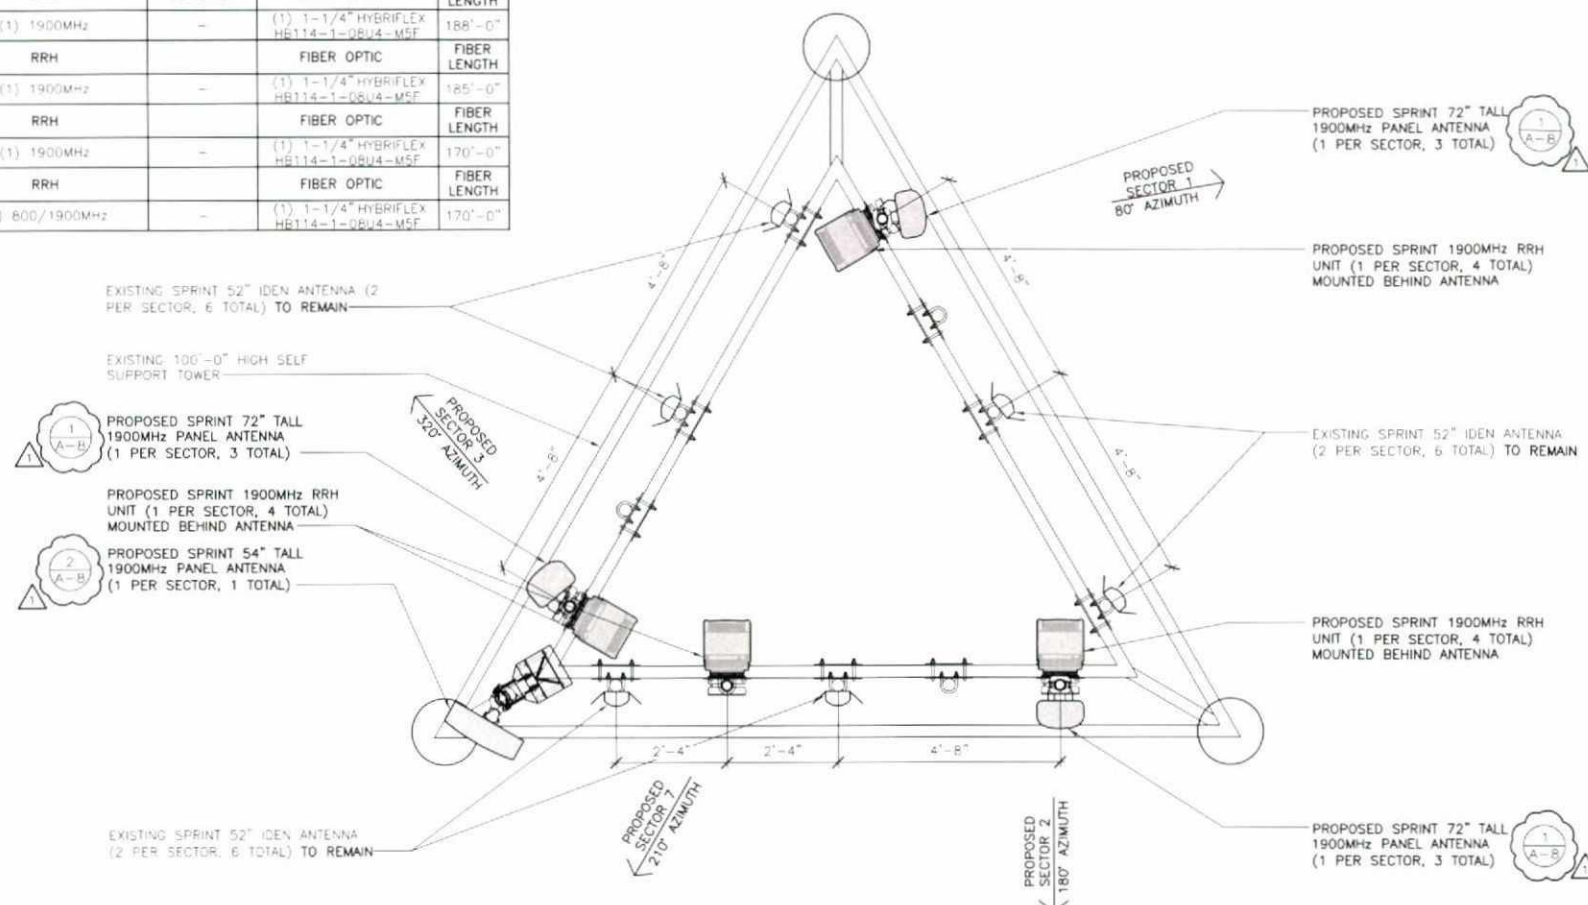 LENGTH
(1) 1900MHz - (1) 1-1/4" HYBRIFLEX HB114-1-08U4-M5F 188'-0"
RRH FIBER OPTIC FIBER LENGTH
(1) 1900MHz - (1) 1-1/4" HYBRIFLEX HB114-1-08U4-M5F 185'-0"
RRH FIBER OPTIC FIBER LENGTH
(1) 1900MHz - (1) 1-1/4" HYBRIFLEX HB114-1-08U4-M5F 170'-0"
RRH FIBER OPTIC FIBER LENGTH
) 800/1900MHz - (1) 1-1/4" HYBRIFLEX HB114-1-08U4-M5F 170'-0"
PROPOSED SPRINT 72" TALL
1900MHz PANEL ANTENNA
(1 PER SECTOR, 3 TOTAL)
1
A-8
1
PROPOSED
SECTOR 1
80° AZIMUTH
PROPOSED SPRINT 1900MHz RRH
UNIT (1 PER SECTOR, 4 TOTAL)
MOUNTED BEHIND ANTENNA
4'-8"
4'-8"
EXISTING SPRINT 52" IDEN ANTENNA (2
PER SECTOR, 6 TOTAL) TO REMAIN
EXISTING 100'-0" HIGH SELF
SUPPORT TOWER
PROPOSED
SECTOR 3
320° AZIMUTH
4'-8"
4'-8"
1
A-8
1
PROPOSED SPRINT 72" TALL
1900MHz PANEL ANTENNA
(1 PER SECTOR, 3 TOTAL)
EXISTING SPRINT 52" IDEN ANTENNA
(2 PER SECTOR, 6 TOTAL) TO REMAIN
PROPOSED SPRINT 1900MHz RRH
UNIT (1 PER SECTOR, 4 TOTAL)
MOUNTED BEHIND ANTENNA
2
A-8
1
PROPOSED SPRINT 54" TALL
1900MHz PANEL ANTENNA
(1 PER SECTOR, 1 TOTAL)
PROPOSED SPRINT 1900MHz RRH
UNIT (1 PER SECTOR, 4 TOTAL)
MOUNTED BEHIND ANTENNA
2'-4"
2'-4"
4'-8"
PROPOSED
SECTOR 7
210° AZIMUTH
PROPOSED
SECTOR 2
180° AZIMUTH
EXISTING SPRINT 52" IDEN ANTENNA
(2 PER SECTOR, 6 TOTAL) TO REMAIN
PROPOSED SPRINT 72" TALL
1900MHz PANEL ANTENNA
(1 PER SECTOR, 3 TOTAL)
1
A-8
1